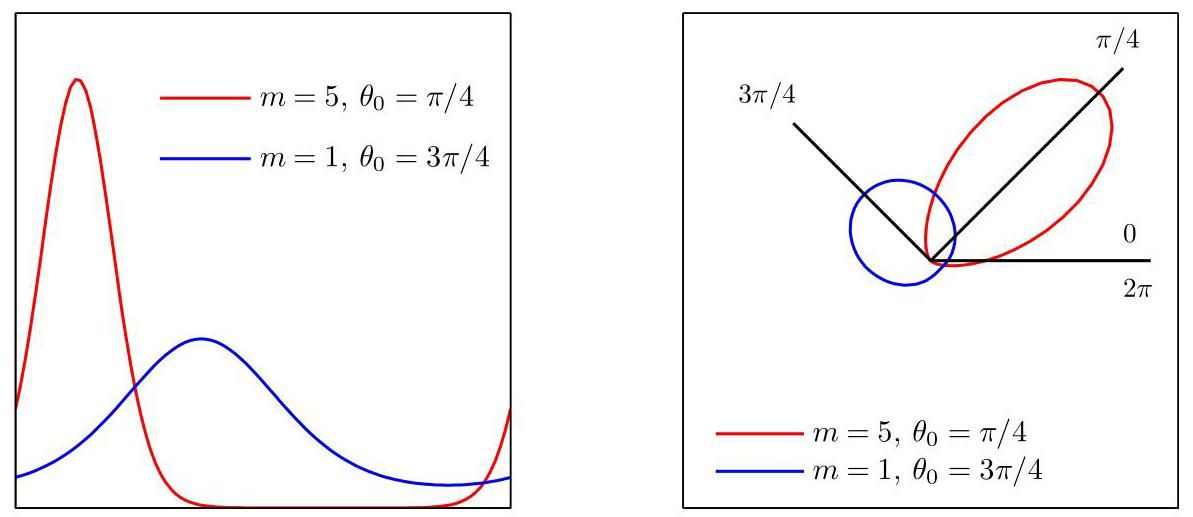 m = 5, θ₀ = π/4
m = 1, θ₀ = 3π/4
π/4
3π/4
0
2π
m = 5, θ₀ = π/4
m = 1, θ₀ = 3π/4